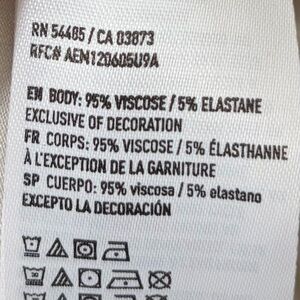 RN 54485 / CA 03873
RFC# AEN120605U9A
EN BODY: 95% VISCOSE / 5% ELASTANE
EXCLUSIVE OF DECORATION
FR CORPS: 95% VISCOSE / 5% ÉLASTHANNE
À L'EXCEPTION DE LA GARNITURE
SP CUERPO: 95% viscosa / 5% elastano
EXCEPTO LA DECORACIÓN